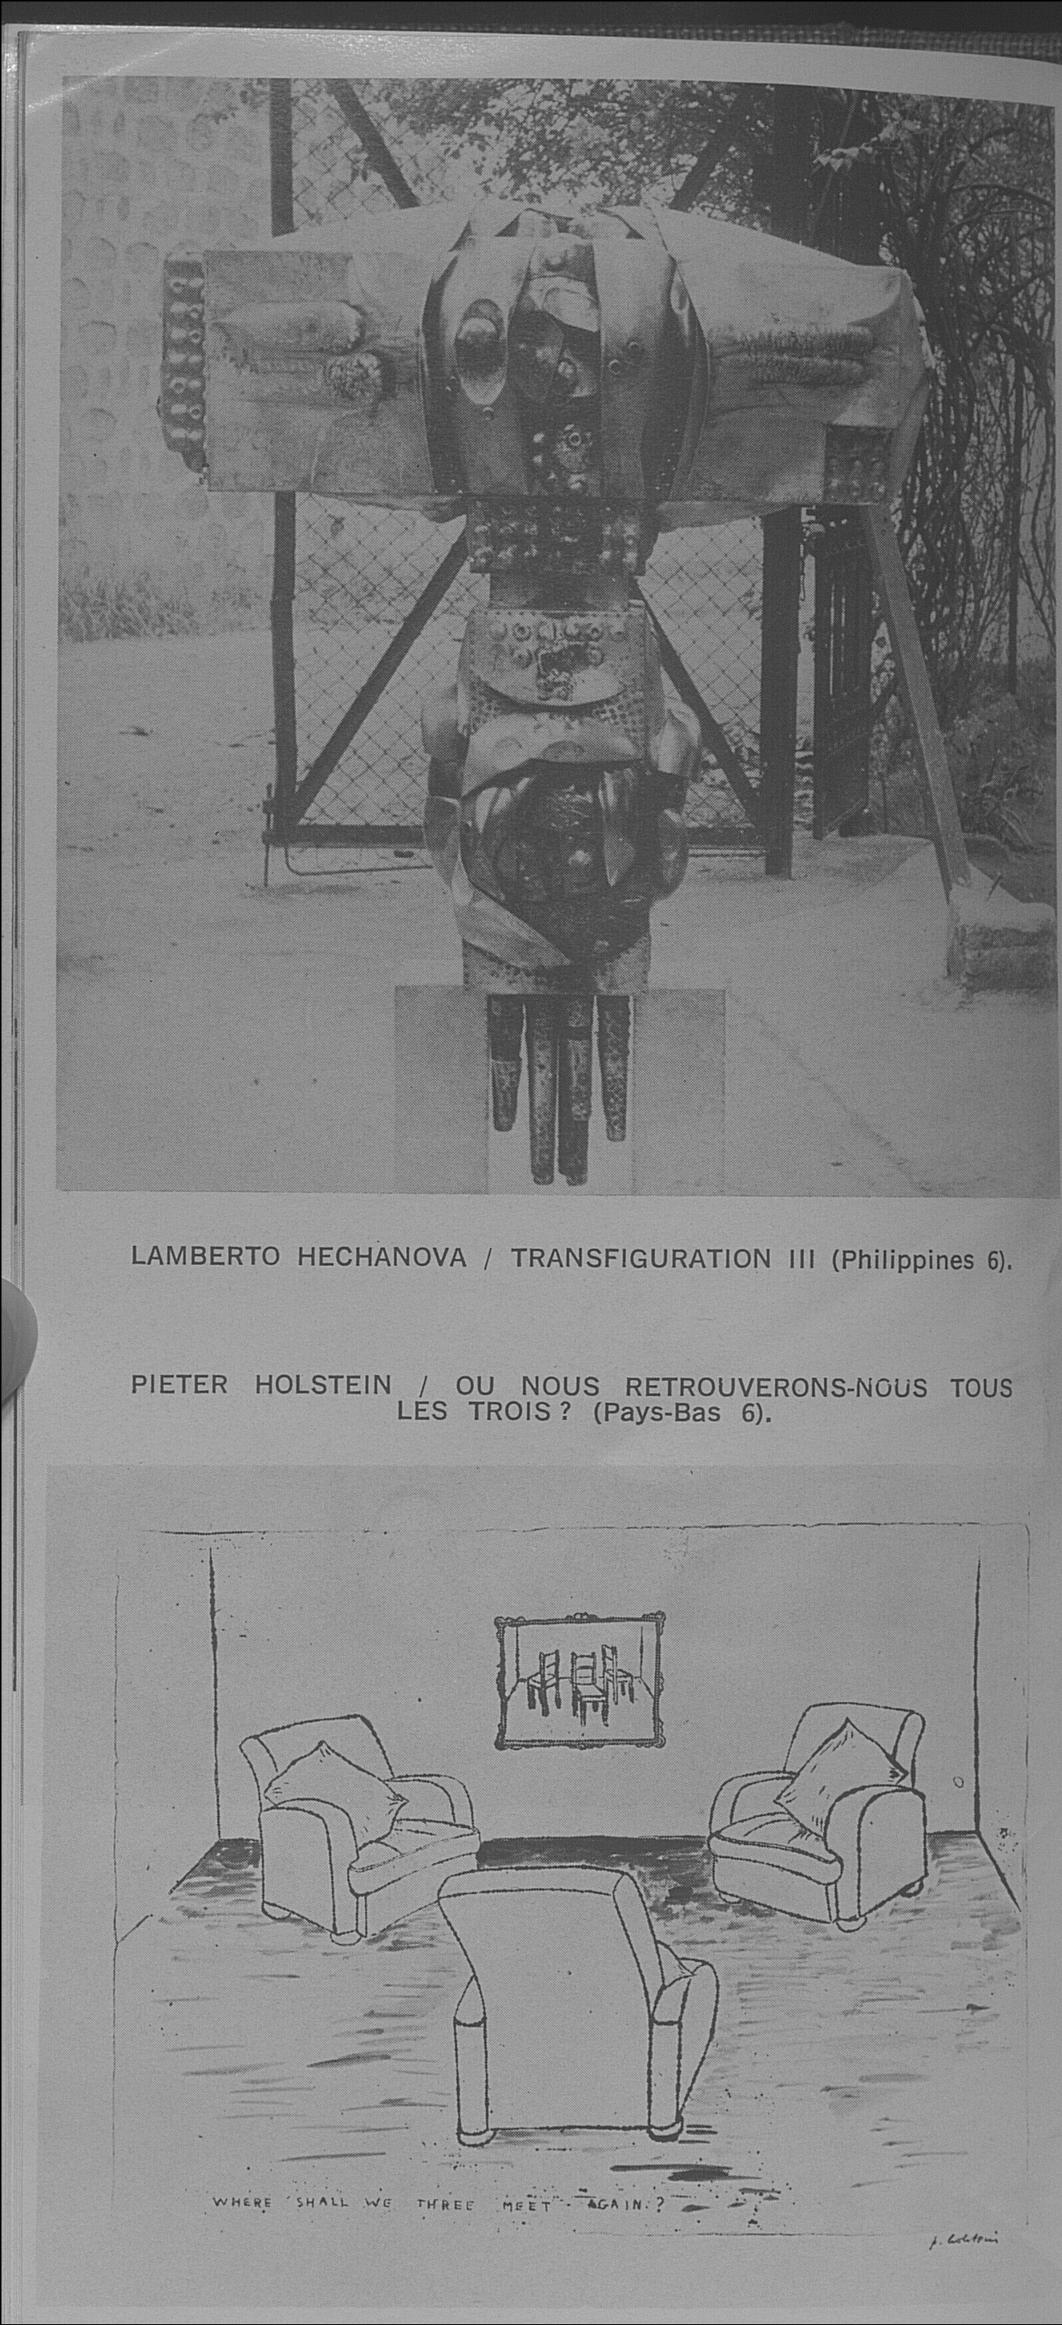 LAMBERTO HECHANOVA / TRANSFIGURATION III (Philippines 6).
PIETER HOLSTEIN / OU NOUS RETROUVERONS-NOUS TOUS
LES TROIS ? (Pays-Bas 6).
WHERE SHALL WE THREE MEET AGAIN ?
p. holstein